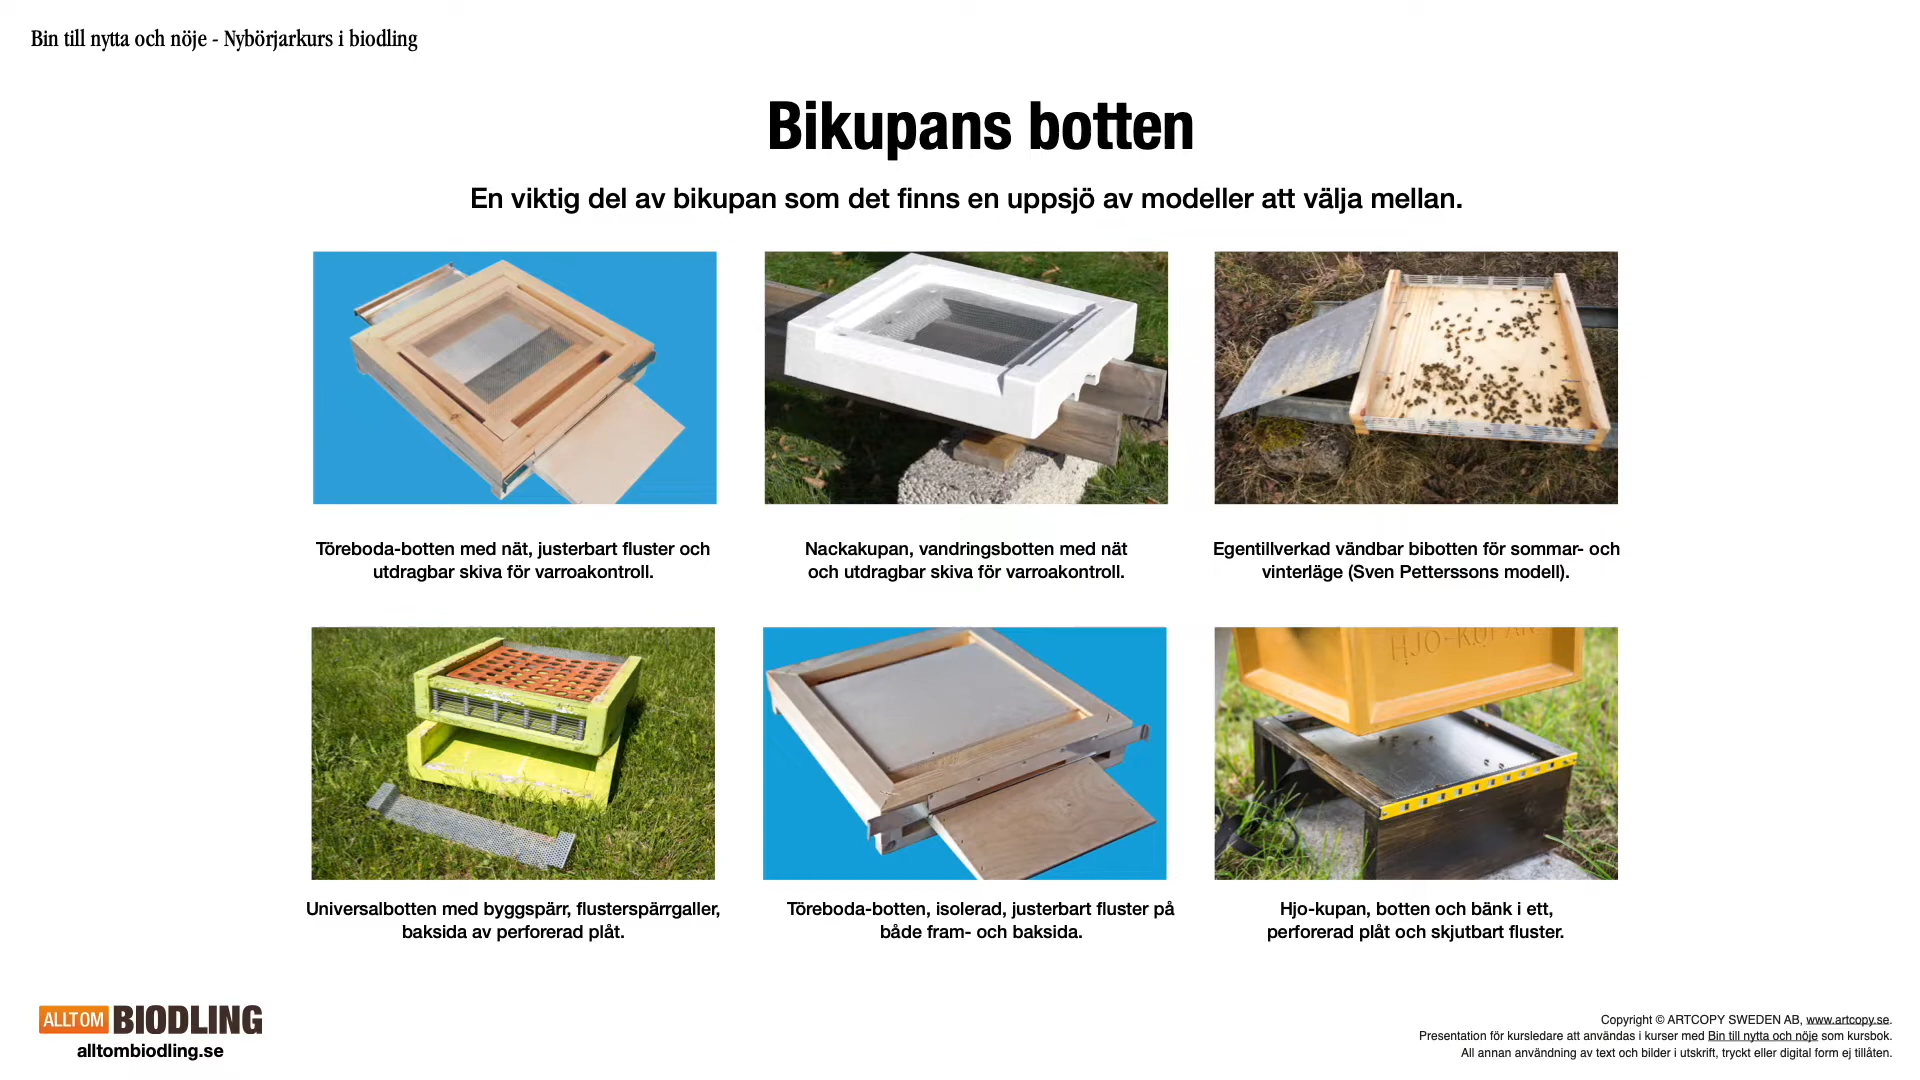 Bin till nytta och nöje - Nybörjarkurs i biodling
Bikupans botten
En viktig del av bikupan som det finns en uppsjö av modeller att välja mellan.
Töreboda-botten med nät, justerbart fluster och
utdragbar skiva för varroakontroll.
Nackakupan, vandringsbotten med nät
och utdragbar skiva för varroakontroll.
Egentillverkad vändbar bibotten för sommar- och
vinterläge (Sven Petterssons modell).
HJO-KUPAN
Universalbotten med byggspärr, flusterspärrgaller,
baksida av perforerad plåt.
Töreboda-botten, isolerad, justerbart fluster på
både fram- och baksida.
Hjo-kupan, botten och bänk i ett,
perforerad plåt och skjutbart fluster.
ALLT OM BIODLING
alltombiodling.se
Copyright © ARTCOPY SWEDEN AB, www.artcopy.se.
Presentation för kursledare att användas i kurser med Bin till nytta och nöje som kursbok.
All annan användning av text och bilder i utskrift, tryckt eller digital form ej tillåten.